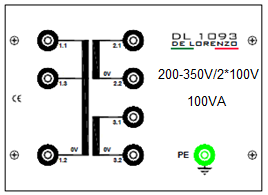 DL 1093
DE LORENZO
1.1
2.1
200-350V/2*100V
1.3
0V
2.2
100VA
3.1
PE
0V
1.2
0V
3.2
CE